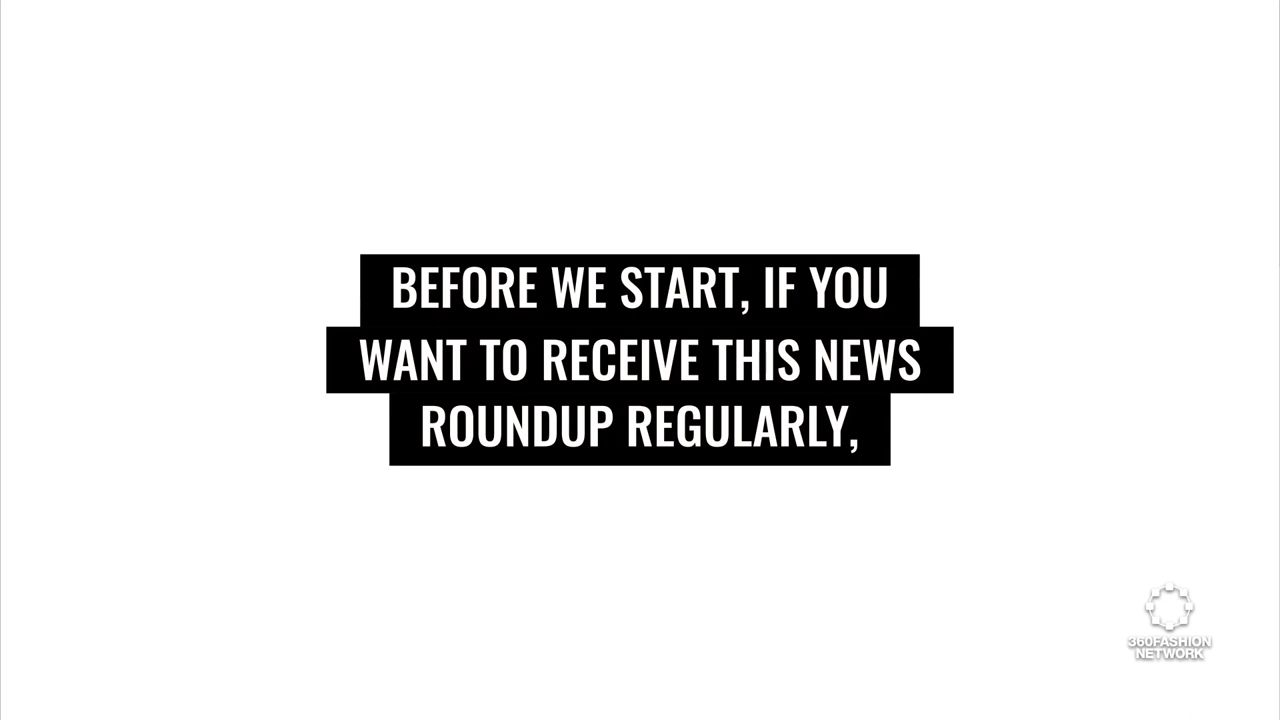 BEFORE WE START, IF YOU
WANT TO RECEIVE THIS NEWS
ROUNDUP REGULARLY,
360FASHION
NETWORK